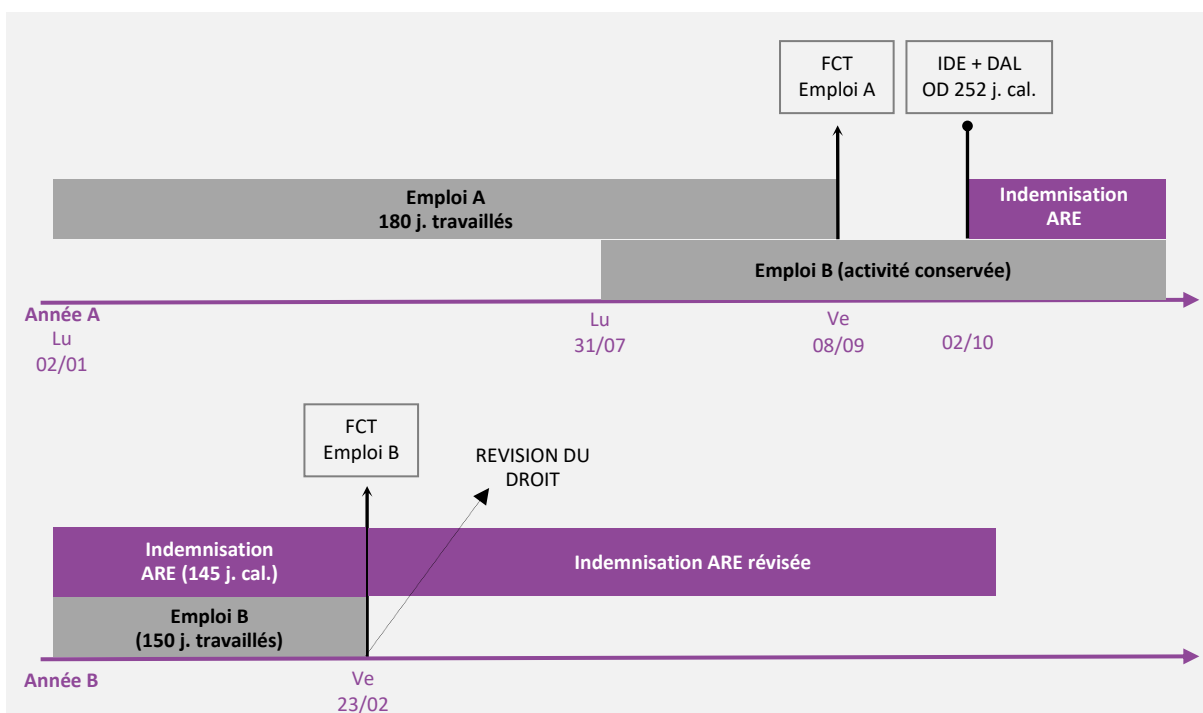 FCT
Emploi A
IDE + DAL
OD 252 j. cal.
Emploi A
180 j. travaillés
Indemnisation
ARE
Emploi B (activité conservée)
Année A
Lu
02/01
Lu
31/07
Ve
08/09
02/10
FCT
Emploi B
REVISION DU
DROIT
Indemnisation
ARE (145 j. cal.)
Indemnisation ARE révisée
Emploi B
(150 j. travaillés)
Année B
Ve
23/02